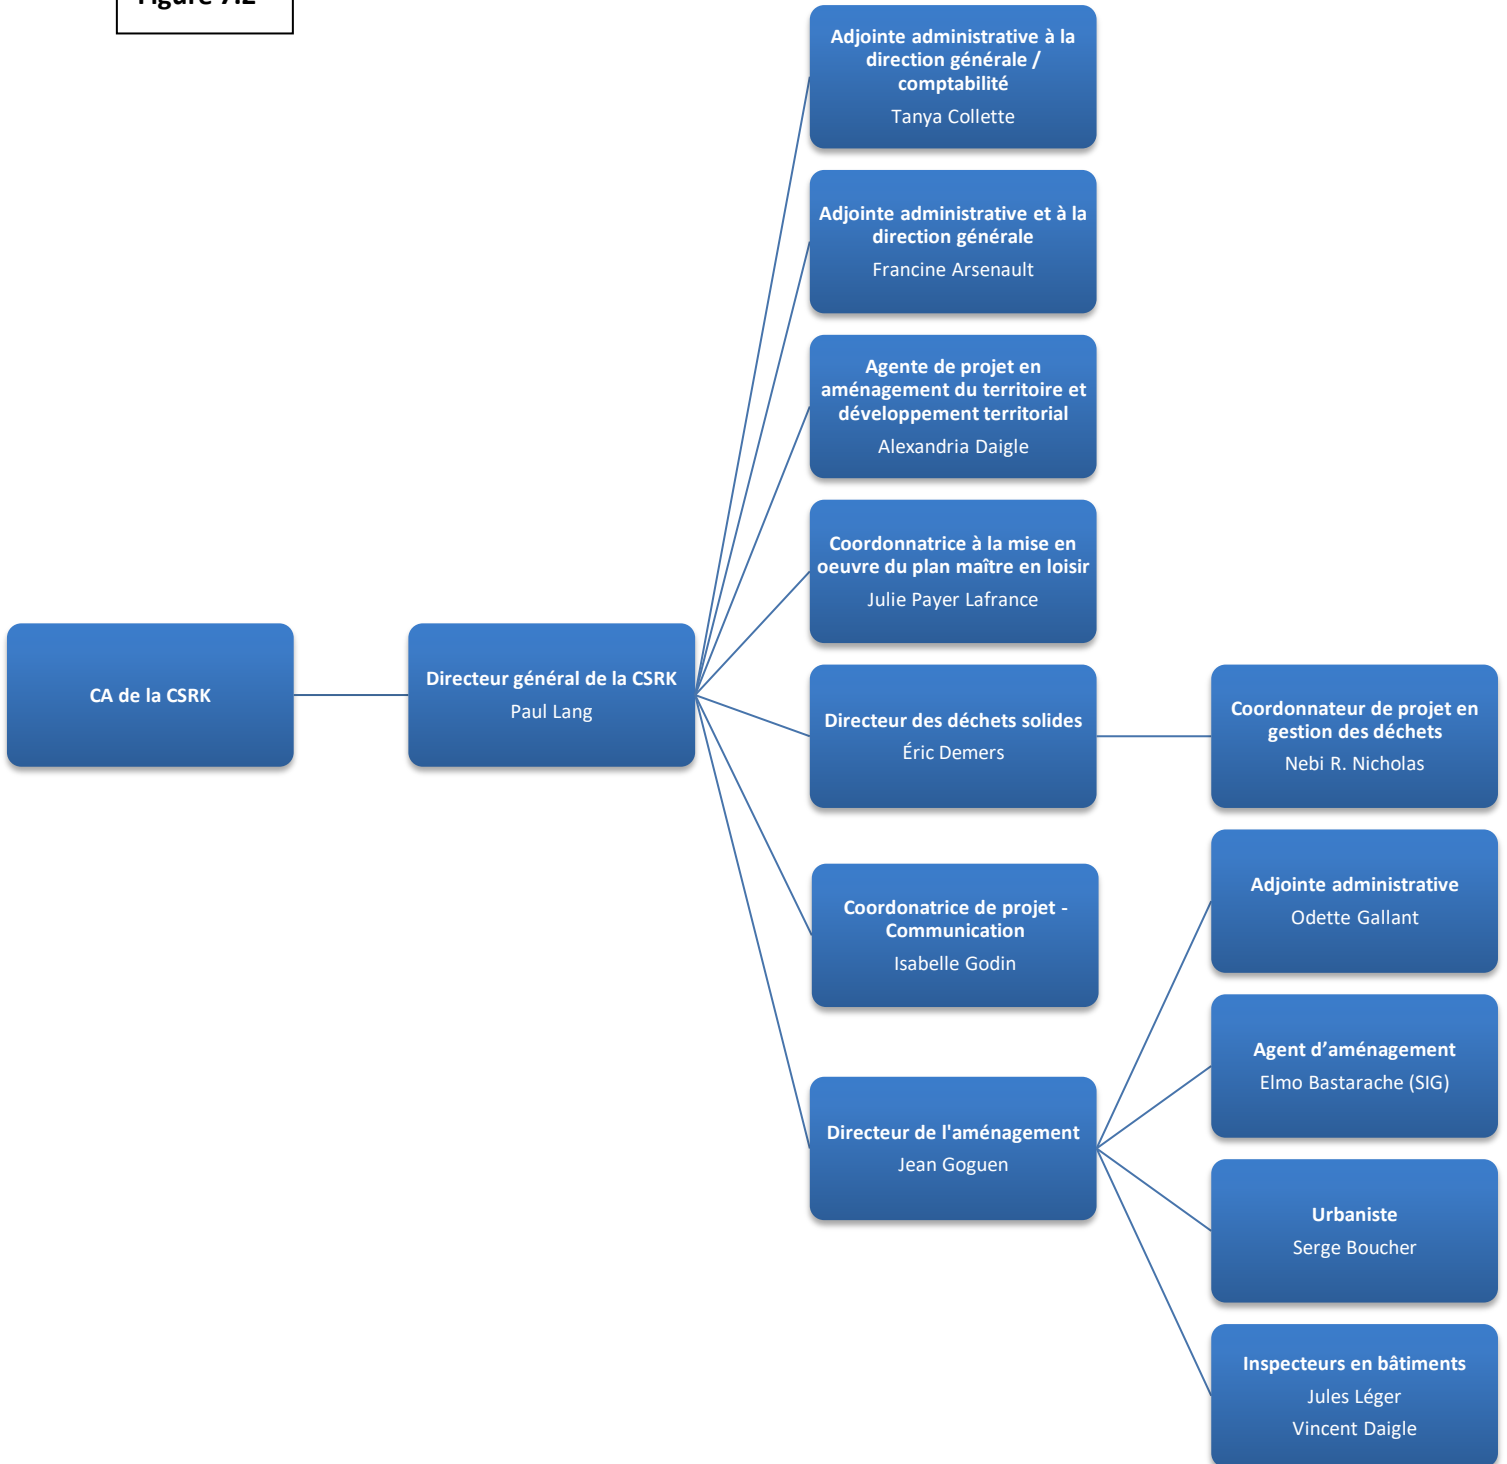 Figure 7.2
Adjointe administrative à la
direction générale /
comptabilité
Tanya Collette
Adjointe administrative et à la
direction générale
Francine Arsenault
Agente de projet en
aménagement du territoire et
développement territorial
Alexandria Daigle
Coordonnatrice à la mise en
oeuvre du plan maître en loisir
Julie Payer Lafrance
CA de la CSRK
Directeur général de la CSRK
Paul Lang
Directeur des déchets solides
Éric Demers
Coordonnateur de projet en
gestion des déchets
Nebi R. Nicholas
Coordonatrice de projet -
Communication
Isabelle Godin
Directeur de l'aménagement
Jean Goguen
Adjointe administrative
Odette Gallant
Agent d’aménagement
Elmo Bastarache (SIG)
Urbaniste
Serge Boucher
Inspecteurs en bâtiments
Jules Léger
Vincent Daigle